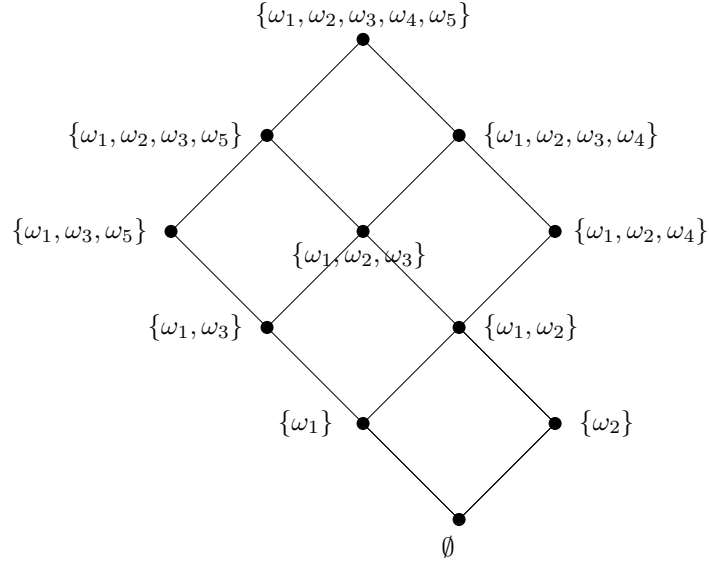 {ω₁, ω₂, ω₃, ω₄, ω₅}
{ω₁, ω₂, ω₃, ω₅}
{ω₁, ω₂, ω₃, ω₄}
{ω₁, ω₃, ω₅}
{ω₁, ω₂, ω₄}
{ω₁, ω₂, ω₃}
{ω₁, ω₃}
{ω₁, ω₂}
{ω₁}
{ω₂}
∅